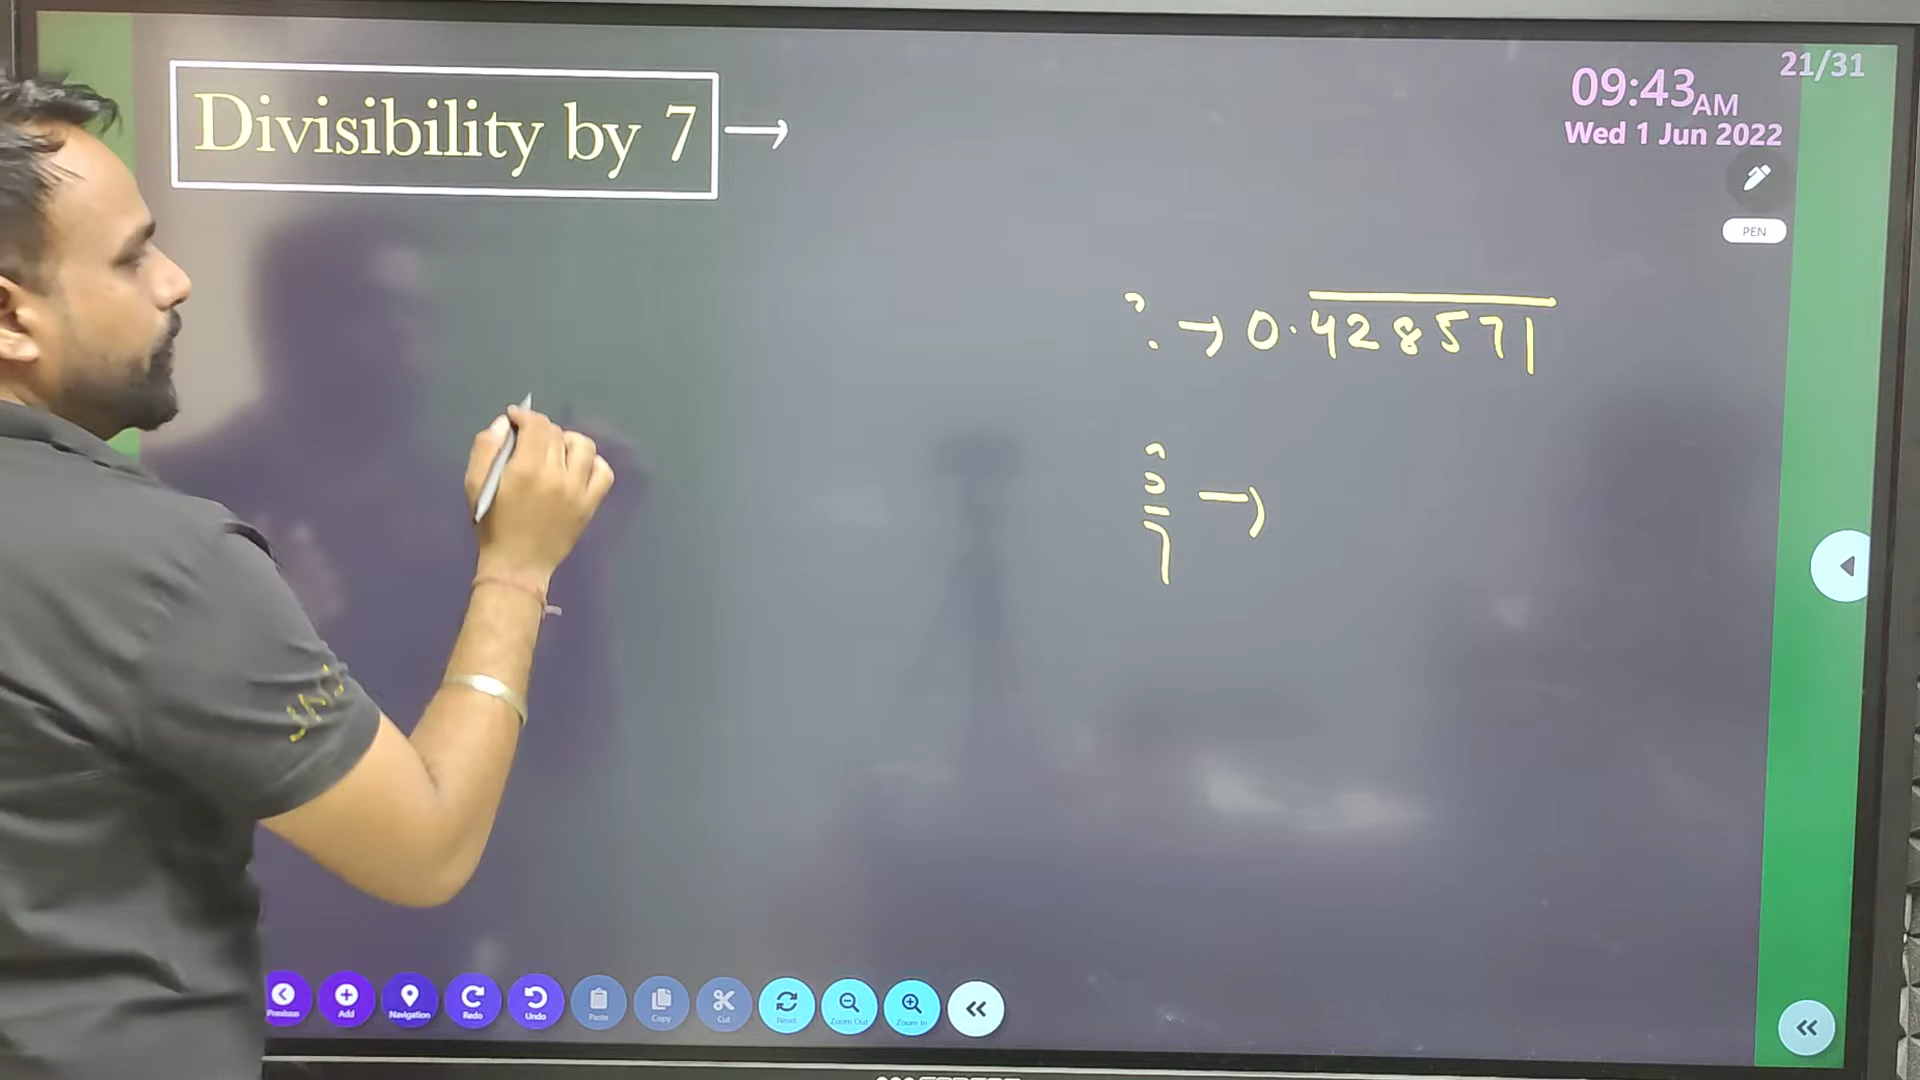 21/31
09:43AM
Wed 1 Jun 2022
Divisibility by 7 →
PEN
? → 0.428571
7 →
Previous
Add
Navigation
Redo
Undo
Paste
Copy
Cut
Reset
Zoom Out
Zoom In